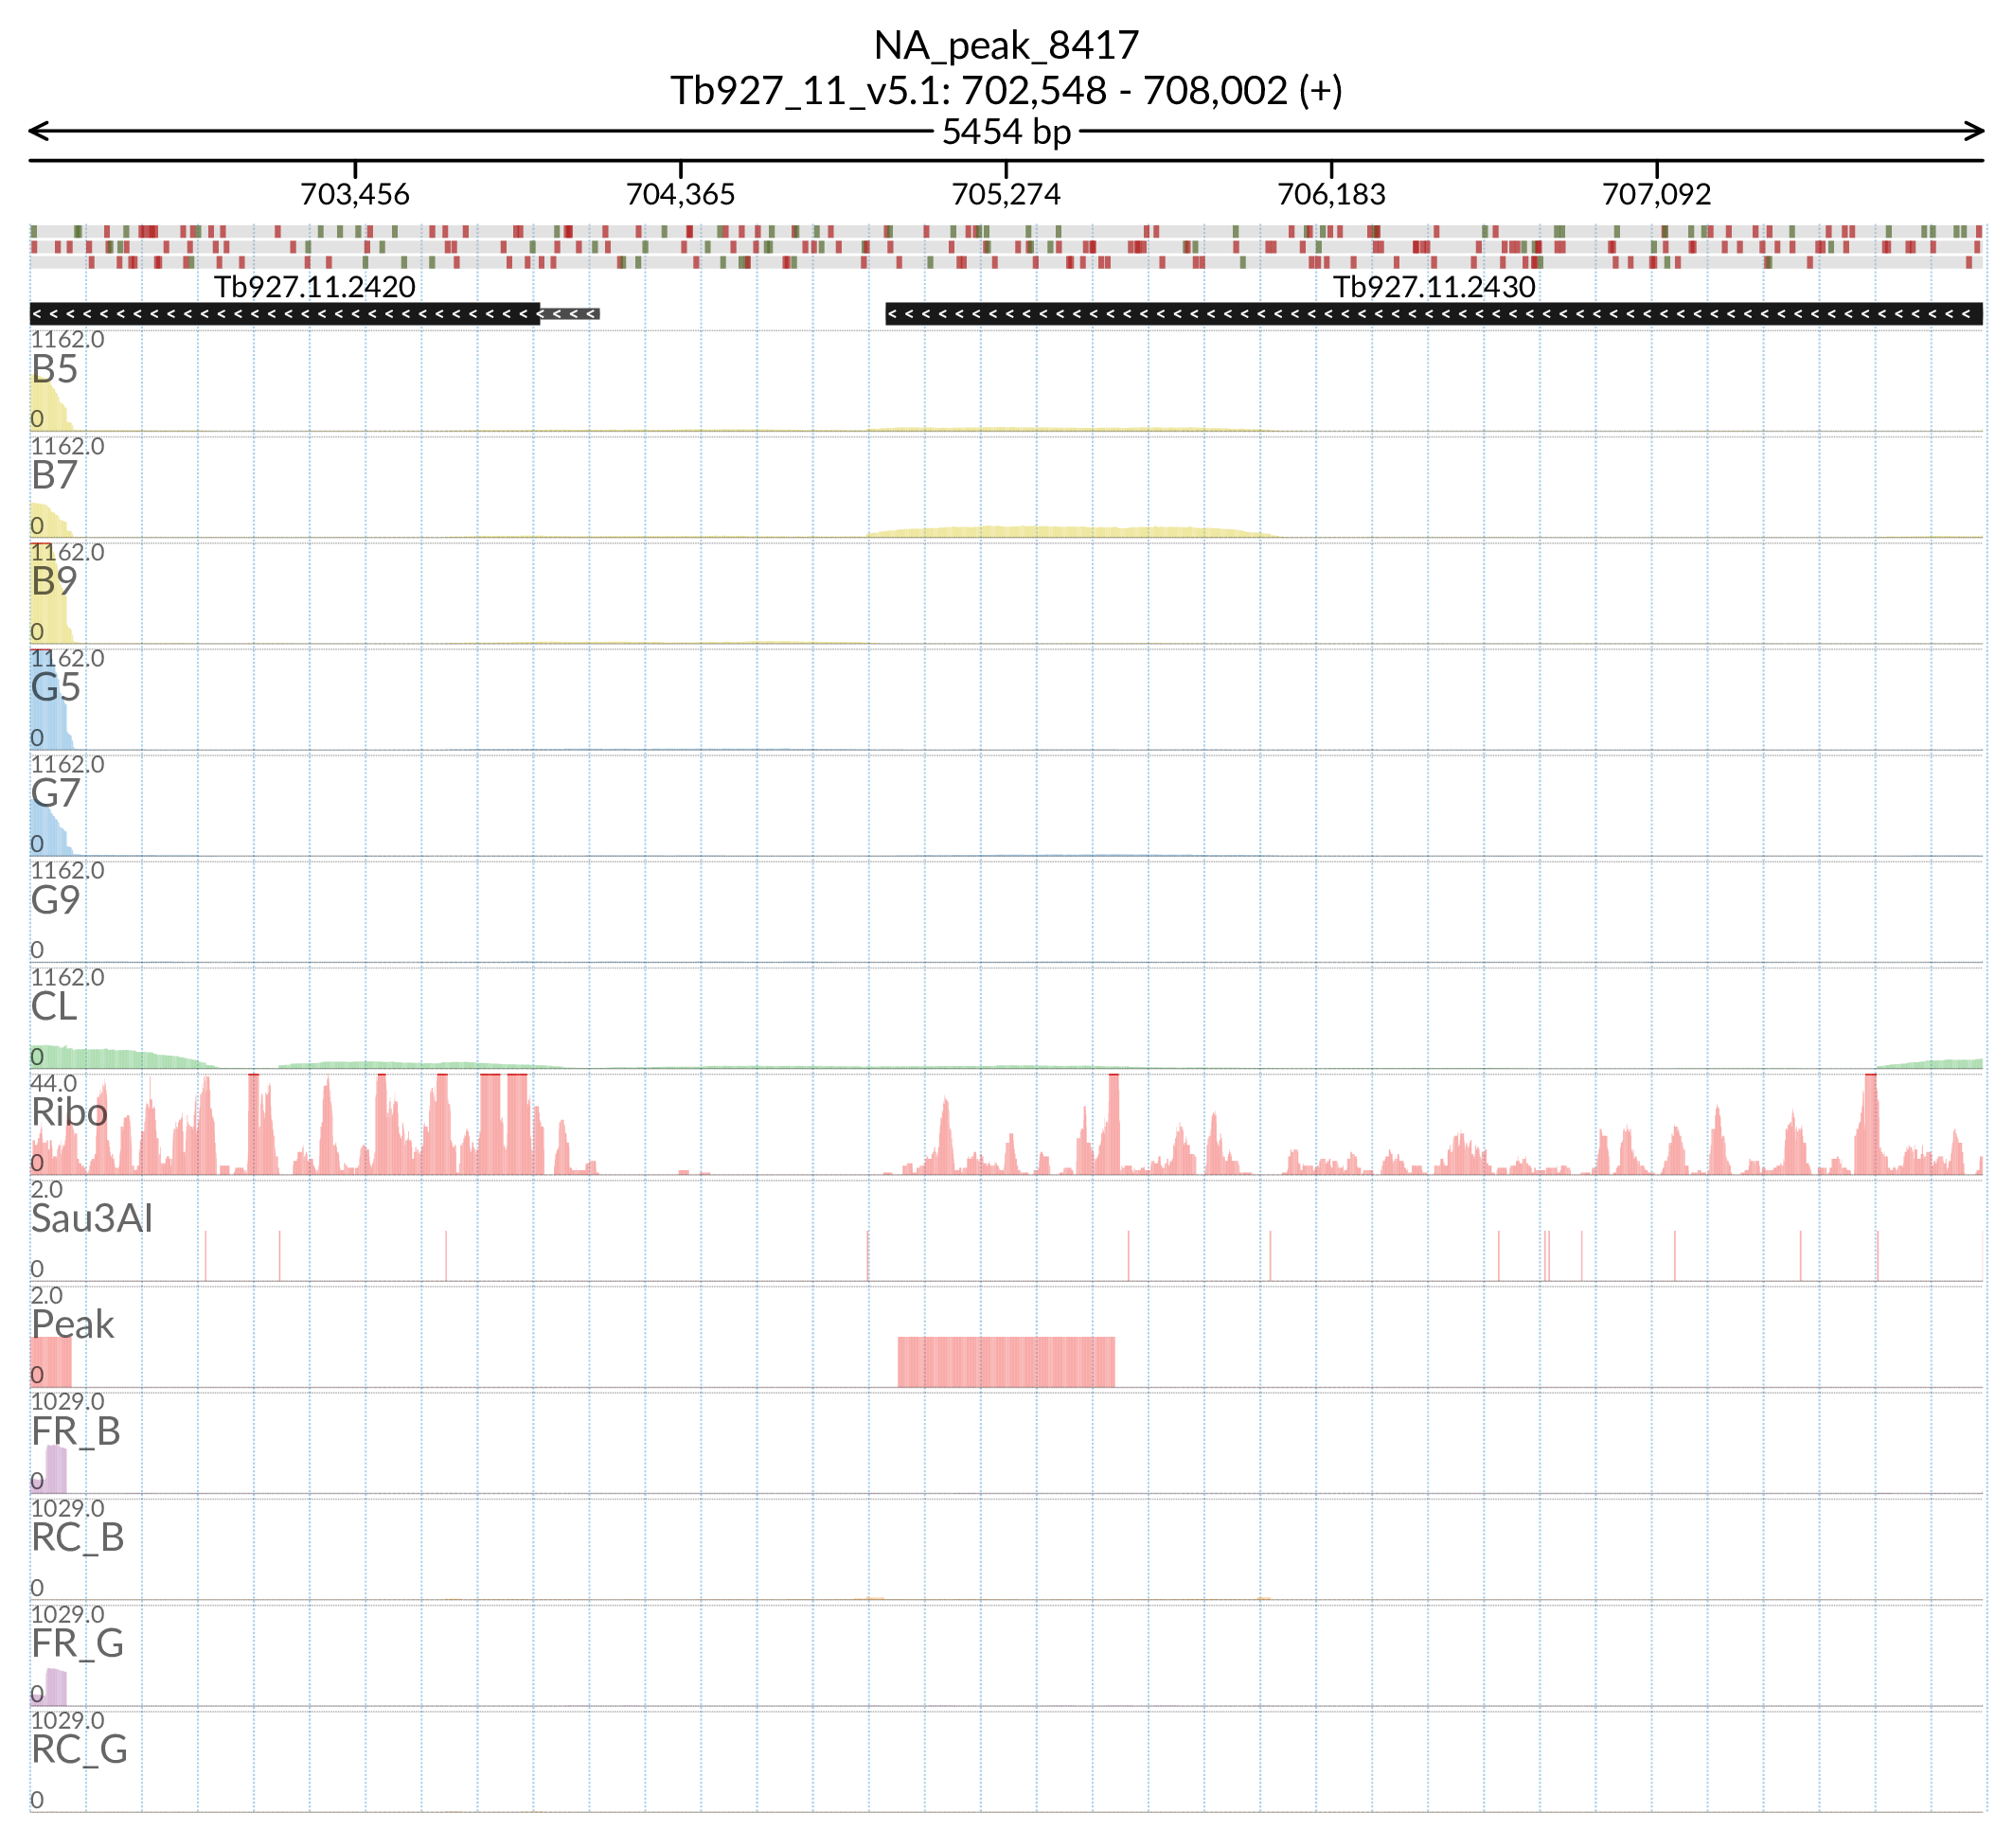 NA_peak_8417
Tb927_11_v5.1: 702,548 - 708,002 (+)
5454 bp
703,456 704,365 705,274 706,183 707,092
Tb927.11.2420 Tb927.11.2430
1162.0
B5
0
1162.0
B7
0
1162.0
B9
0
1162.0
G5
0
1162.0
G7
0
1162.0
G9
0
1162.0
CL
0
44.0
Ribo
0
2.0
Sau3AI
0
2.0
Peak
0
1029.0
FR_B
0
1029.0
RC_B
0
1029.0
FR_G
0
1029.0
RC_G
0